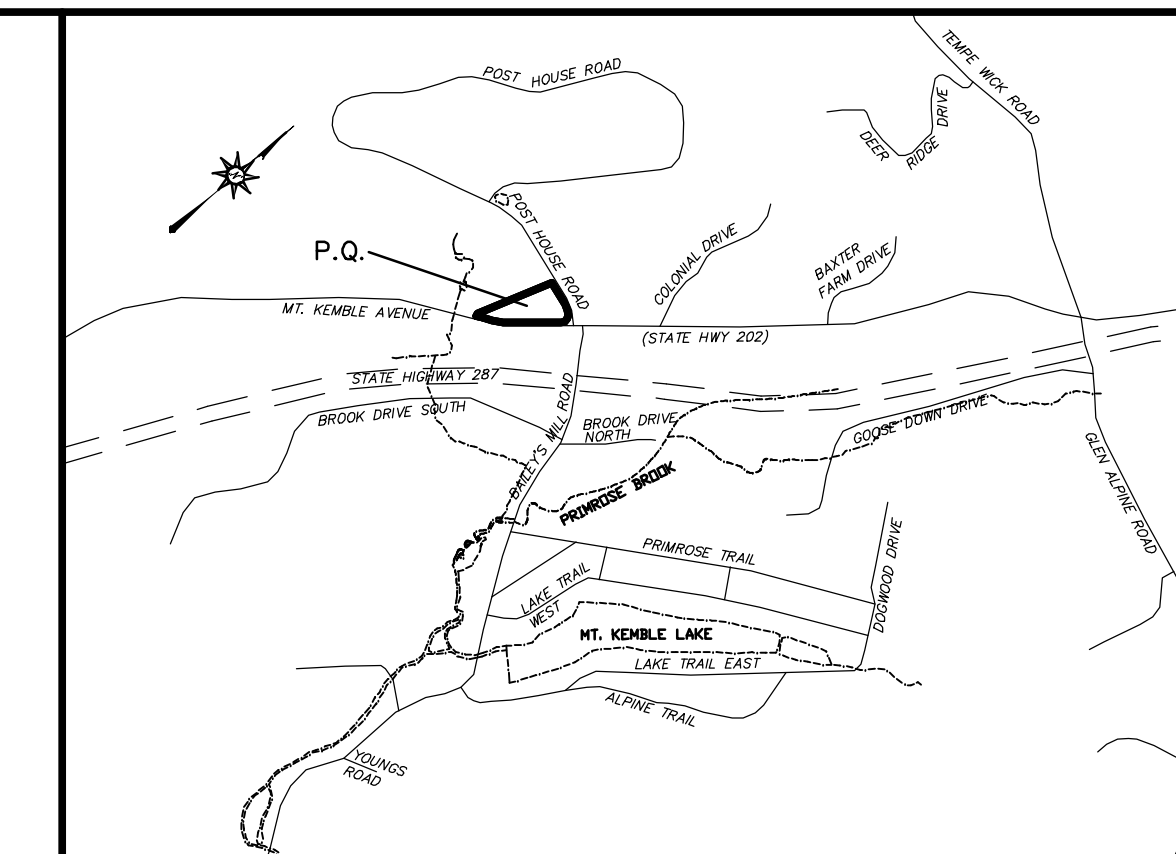 TEMPE WICK ROAD
POST HOUSE ROAD
DEER
RIDGE DRIVE
N
POST HOUSE ROAD
P.Q.
COLONIAL DRIVE
BAXTER
FARM DRIVE
MT. KEMBLE AVENUE
(STATE HWY 202)
STATE HIGHWAY 287
BROOK DRIVE SOUTH
BAILEY'S MILL ROAD
BROOK DRIVE
NORTH
GOOSE DOWN DRIVE
GLEN ALPINE ROAD
PRIMROSE BROOK
PRIMROSE TRAIL
DOGWOOD DRIVE
LAKE TRAIL
WEST
MT. KEMBLE LAKE
LAKE TRAIL EAST
ALPINE TRAIL
YOUNGS
ROAD